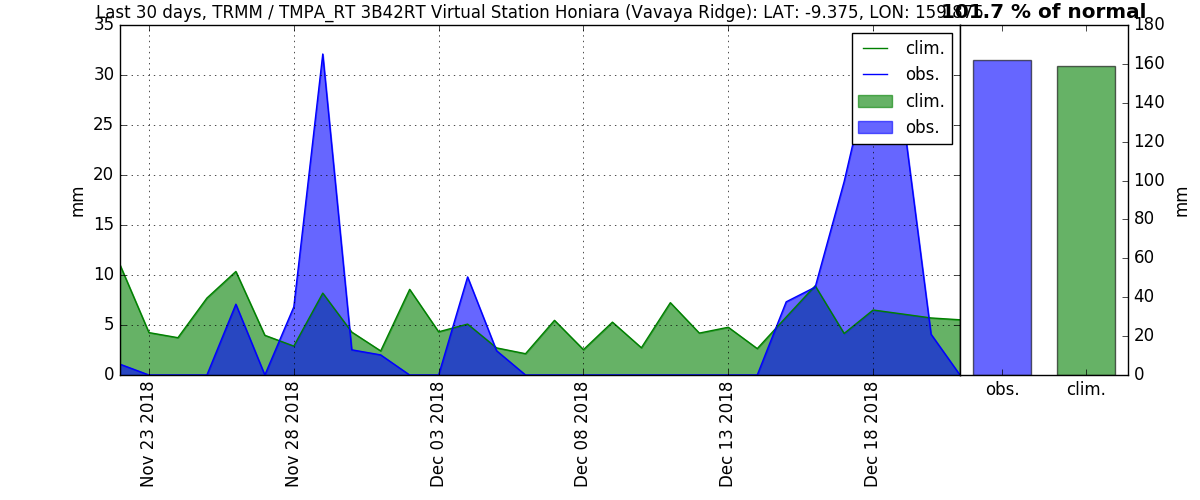 Last 30 days, TRMM / TMPA_RT 3B42RT Virtual Station Honiara (Vavaya Ridge): LAT: -9.375, LON:
101.7 % of normal
35
30
25
20
15
10
5
0
mm
clim.
obs.
clim.
obs.
180
160
140
120
100
80
60
40
20
0
mm
obs.
clim.
Nov 23 2018
Nov 28 2018
Dec 03 2018
Dec 08 2018
Dec 13 2018
Dec 18 2018